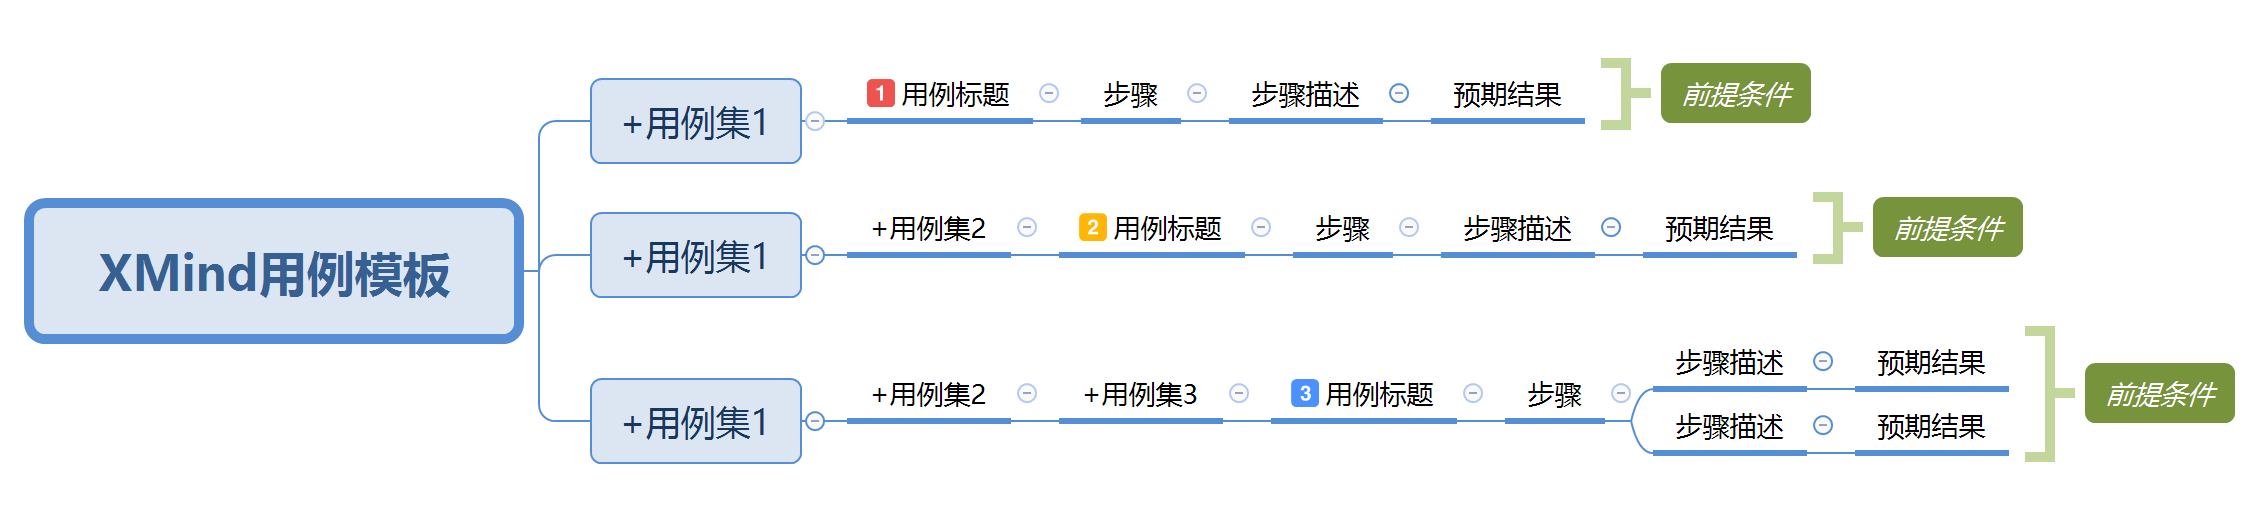 XMind用例模板
+用例集1
1 用例标题
步骤
步骤描述
预期结果
前提条件
+用例集1
+用例集2
2 用例标题
步骤
步骤描述
预期结果
前提条件
+用例集1
+用例集2
+用例集3
3 用例标题
步骤
步骤描述
预期结果
步骤描述
预期结果
前提条件